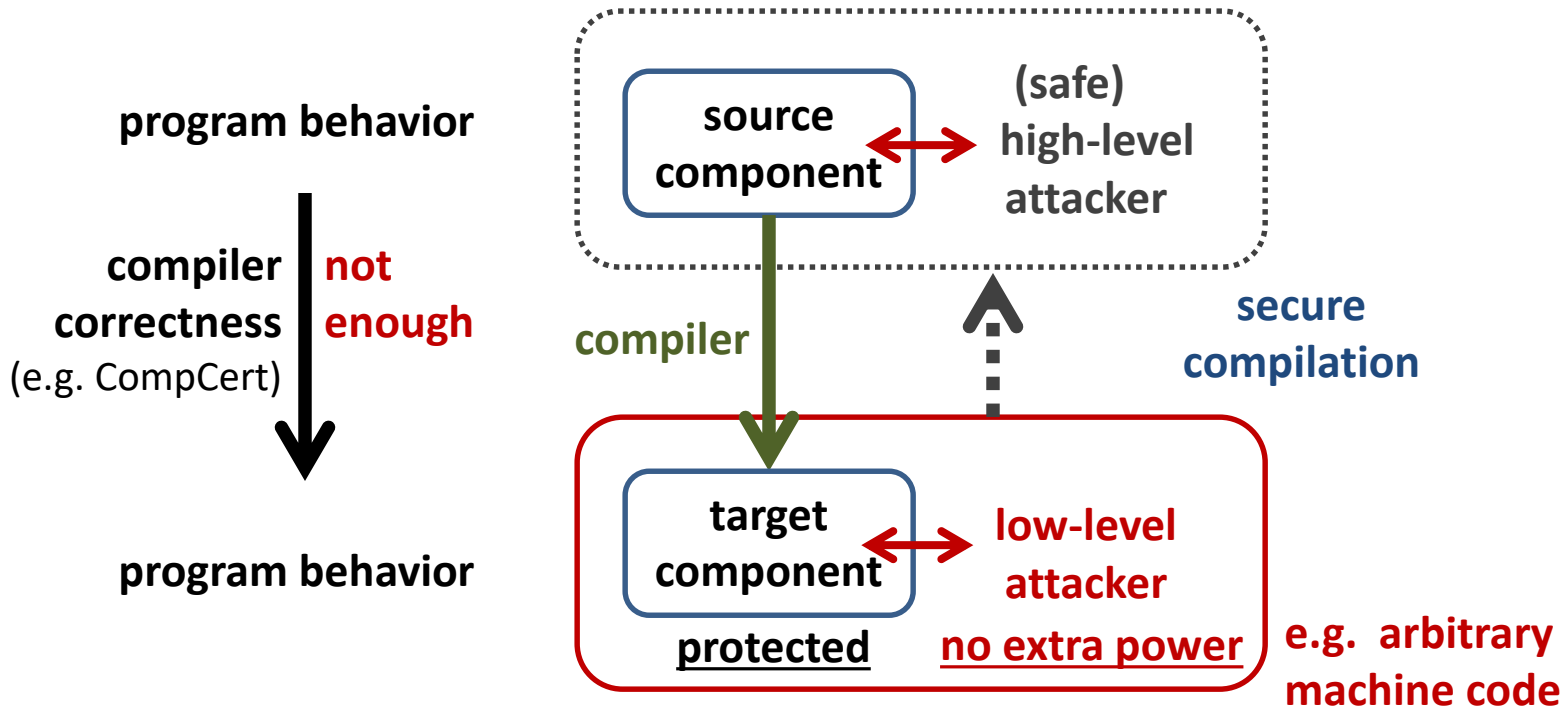 program behavior
compiler
correctness
(e.g. CompCert)
not
enough
program behavior
source
component
(safe)
high-level
attacker
compiler
secure
compilation
target
component
protected
low-level
attacker
no extra power
e.g. arbitrary
machine code